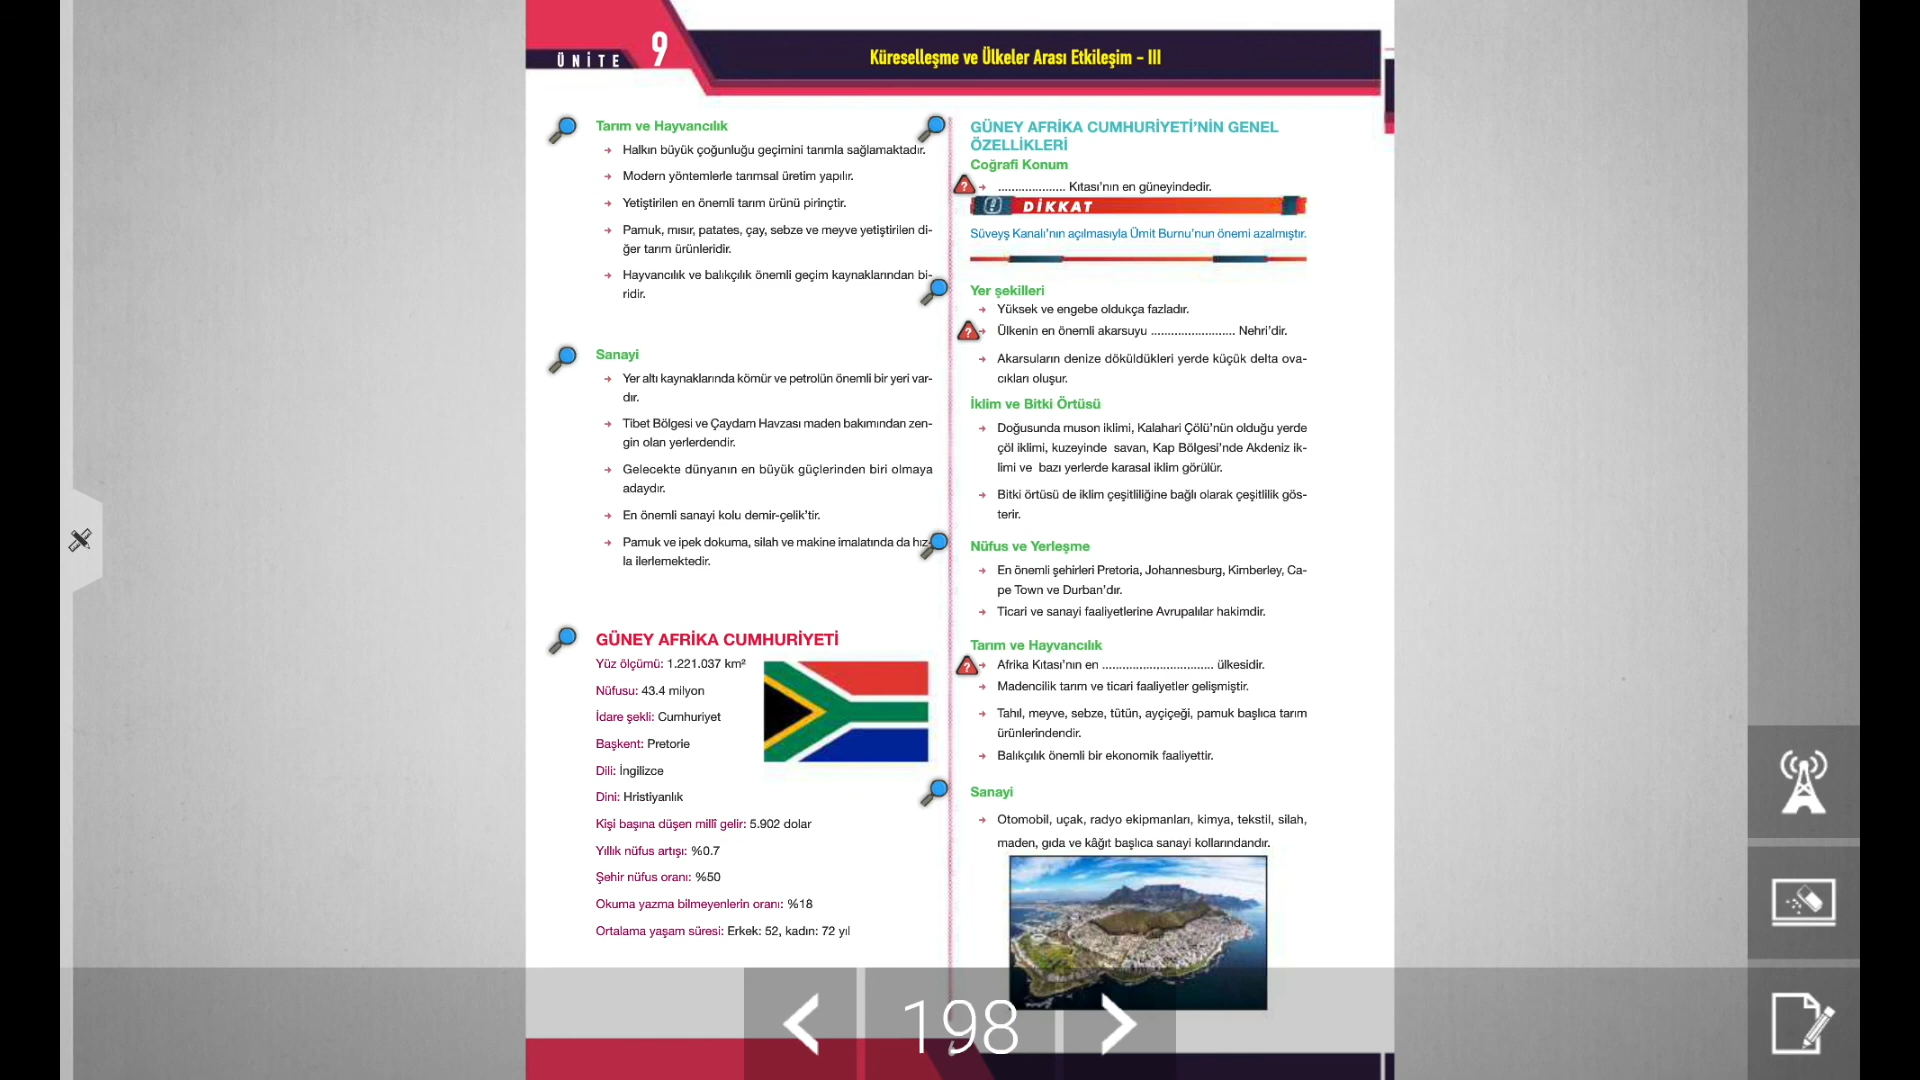 ÜNİTE 9
Küreselleşme ve Ülkeler Arası Etkileşim – III
Tarım ve Hayvancılık
→ Halkın büyük çoğunluğu geçimini tarımla sağlamaktadır.
→ Modern yöntemlerle tarımsal üretim yapılır.
→ Yetiştirilen en önemli tarım ürünü pirinçtir.
→ Pamuk, mısır, patates, çay, sebze ve meyve yetiştirilen di-
ğer tarım ürünleridir.
→ Hayvancılık ve balıkçılık önemli geçim kaynaklarından bi-
ridir.
Sanayi
→ Yer altı kaynaklarında kömür ve petrolün önemli bir yeri var-
dır.
→ Tibet Bölgesi ve Çaydam Havzası maden bakımından zen-
gin olan yerlerdendir.
→ Gelecekte dünyanın en büyük güçlerinden biri olmaya
adaydır.
→ En önemli sanayi kolu demir-çelik’tir.
→ Pamuk ve ipek dokuma, silah ve makine imalatında da hız-
la ilerlemektedir.
GÜNEY AFRİKA CUMHURİYETİ
Yüz ölçümü: 1.221.037 km²
Nüfusu: 43.4 milyon
İdare şekli: Cumhuriyet
Başkent: Pretorie
Dili: İngilizce
Dini: Hristiyanlık
Kişi başına düşen millî gelir: 5.902 dolar
Yıllık nüfus artışı: %0.7
Şehir nüfus oranı: %50
Okuma yazma bilmeyenlerin oranı: %18
Ortalama yaşam süresi: Erkek: 52, kadın: 72 yıl
GÜNEY AFRİKA CUMHURİYETİ’NİN GENEL
ÖZELLİKLERİ
Coğrafi Konum
→ .................... Kıtası’nın en güneyindedir.
DİKKAT
Süveyş Kanalı’nın açılmasıyla Ümit Burnu’nun önemi azalmıştır.
Yer şekilleri
→ Yüksek ve engebe oldukça fazladır.
→ Ülkenin en önemli akarsuyu ......................... Nehri’dir.
→ Akarsuların denize döküldükleri yerde küçük delta ova-
cıkları oluşur.
İklim ve Bitki Örtüsü
→ Doğusunda muson iklimi, Kalahari Çölü’nün olduğu yerde
çöl iklimi, kuzeyinde savan, Kap Bölgesi’nde Akdeniz ik-
limi ve bazı yerlerde karasal iklim görülür.
→ Bitki örtüsü de iklim çeşitliliğine bağlı olarak çeşitlilik gös-
terir.
Nüfus ve Yerleşme
→ En önemli şehirleri Pretoria, Johannesburg, Kimberley, Ca-
pe Town ve Durban’dır.
→ Ticari ve sanayi faaliyetlerine Avrupalılar hakimdir.
Tarım ve Hayvancılık
→ Afrika Kıtası’nın en ................................. ülkesidir.
→ Madencilik tarım ve ticari faaliyetler gelişmiştir.
→ Tahıl, meyve, sebze, tütün, ayçiçeği, pamuk başlıca tarım
ürünlerindendir.
→ Balıkçılık önemli bir ekonomik faaliyettir.
Sanayi
→ Otomobil, uçak, radyo ekipmanları, kimya, tekstil, silah,
maden, gıda ve kâğıt başlıca sanayi kollarındandır.
198